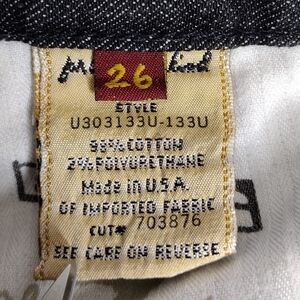 26
STYLE
U303133U-133U
98% COTTON
2% POLYURETHANE
Made in U.S.A.
OF IMPORTED FABRIC
CUT# 703876
SEE CARE ON REVERSE